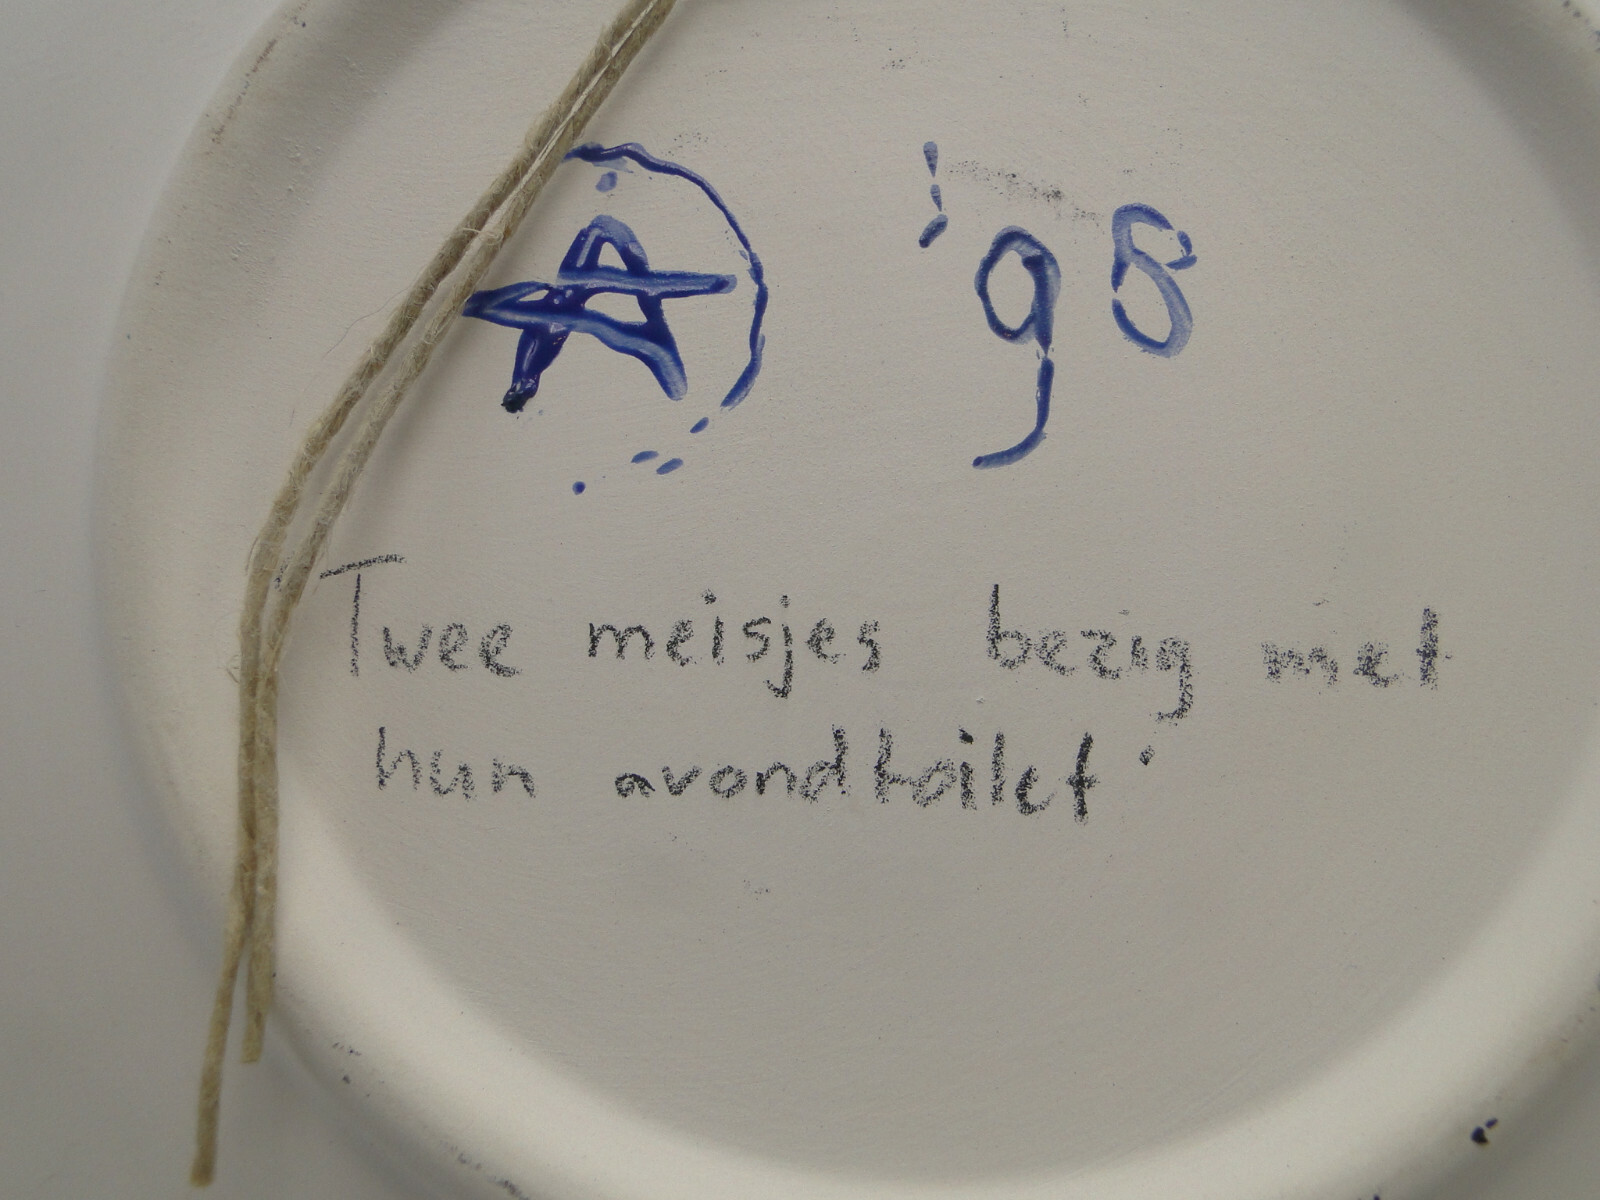 A '98
Twee meisjes bezig met
hun avondtoilet